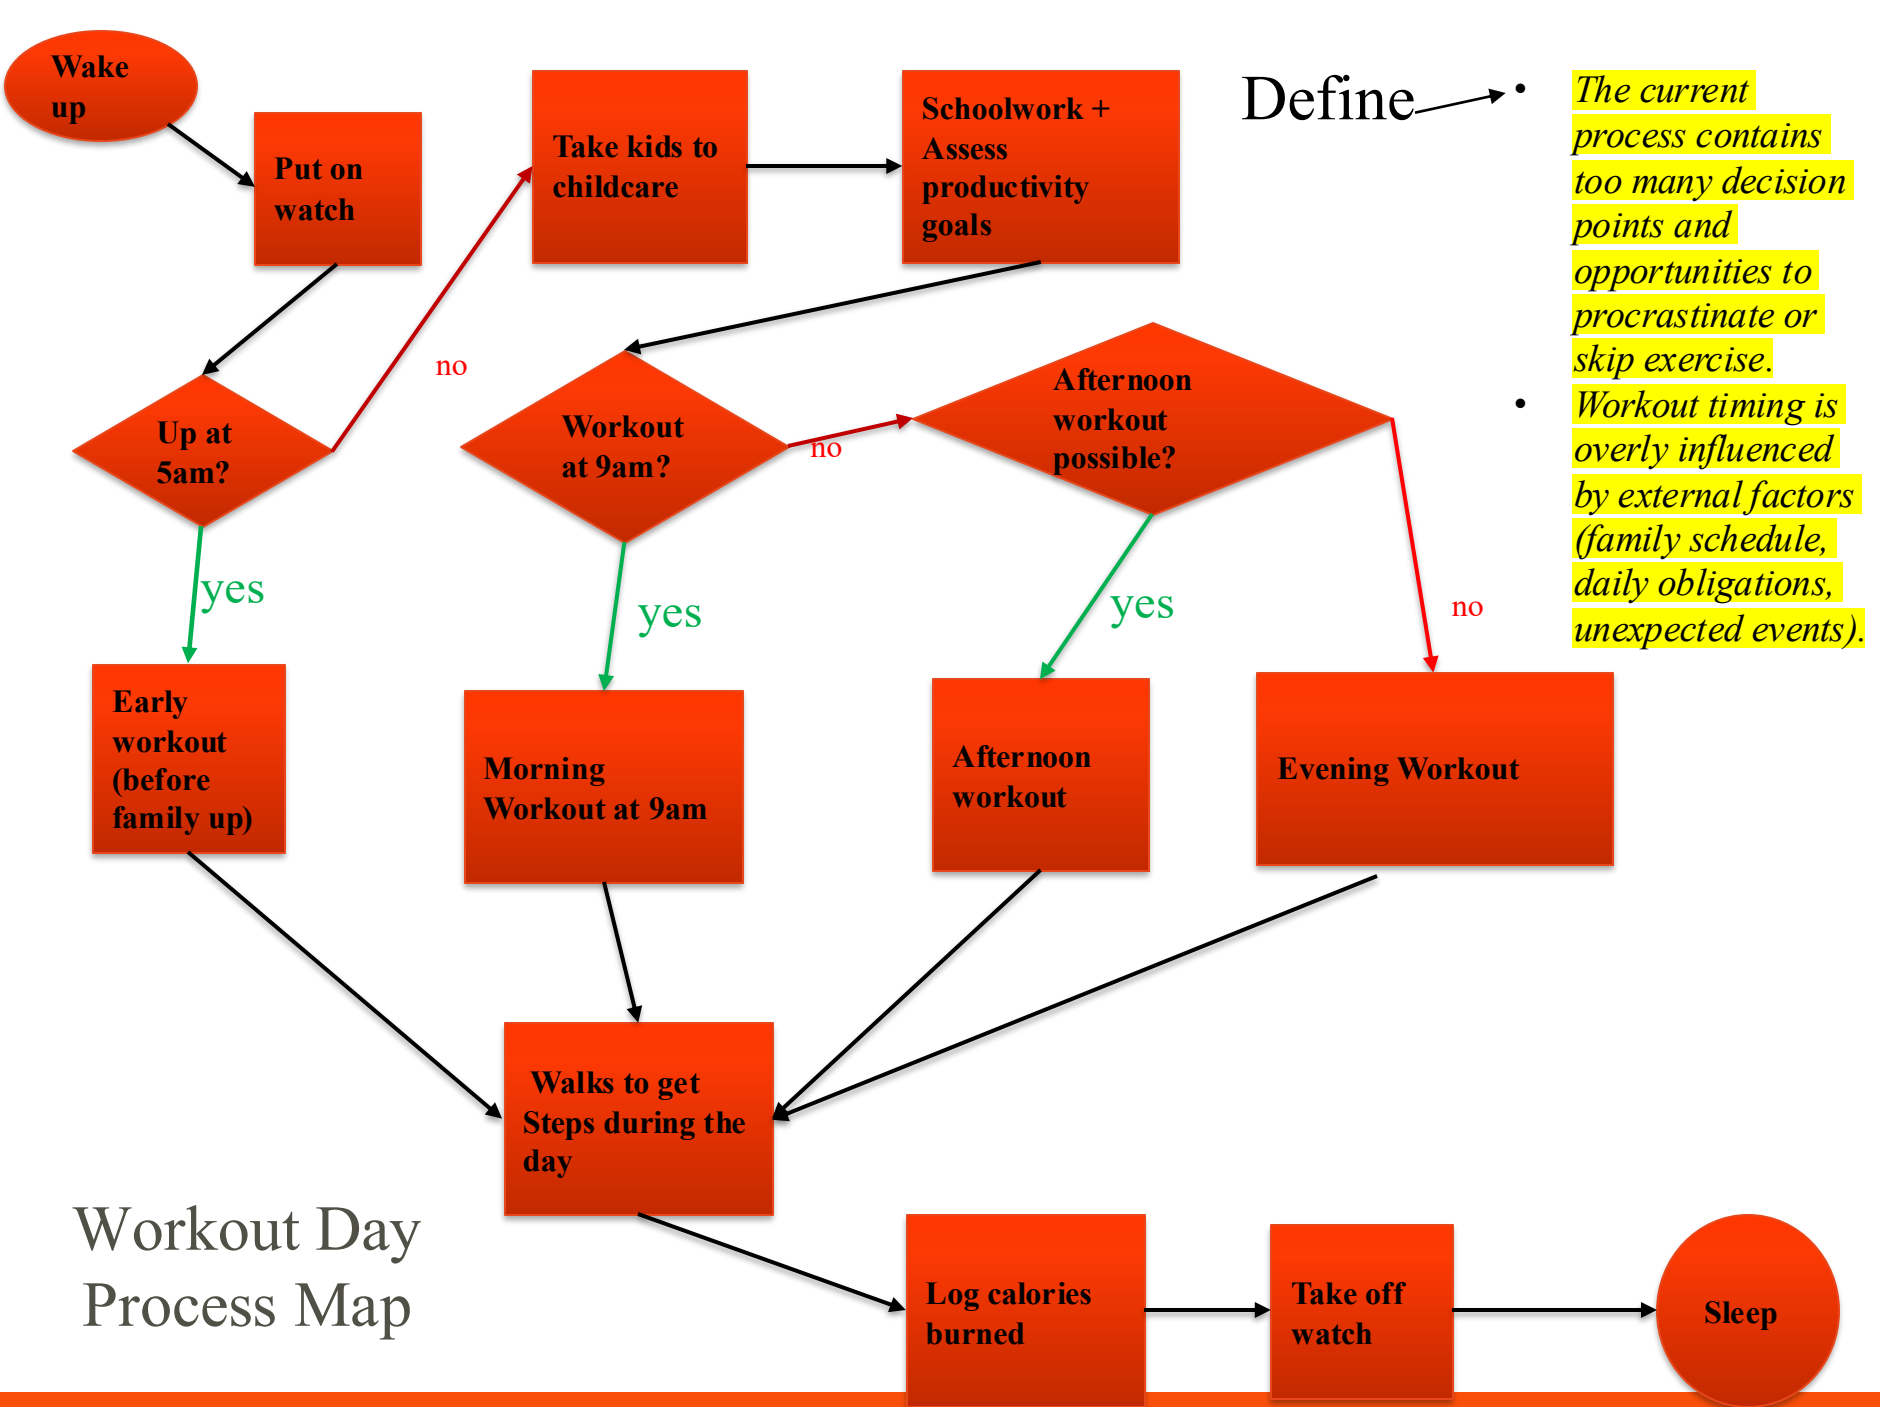 Wake
up
Put on
watch
Take kids to
childcare
Schoolwork +
Assess
productivity
goals
Define
• The current
process contains
too many decision
points and
opportunities to
procrastinate or
skip exercise.
• Workout timing is
overly influenced
by external factors
(family schedule,
daily obligations,
unexpected events).
no
Up at
5am?
Workout
at 9am?
no
Afternoon
workout
possible?
yes
yes
yes
no
Early
workout
(before
family up)
Morning
Workout at 9am
Afternoon
workout
Evening Workout
Walks to get
Steps during the
day
Workout Day
Process Map
Log calories
burned
Take off
watch
Sleep